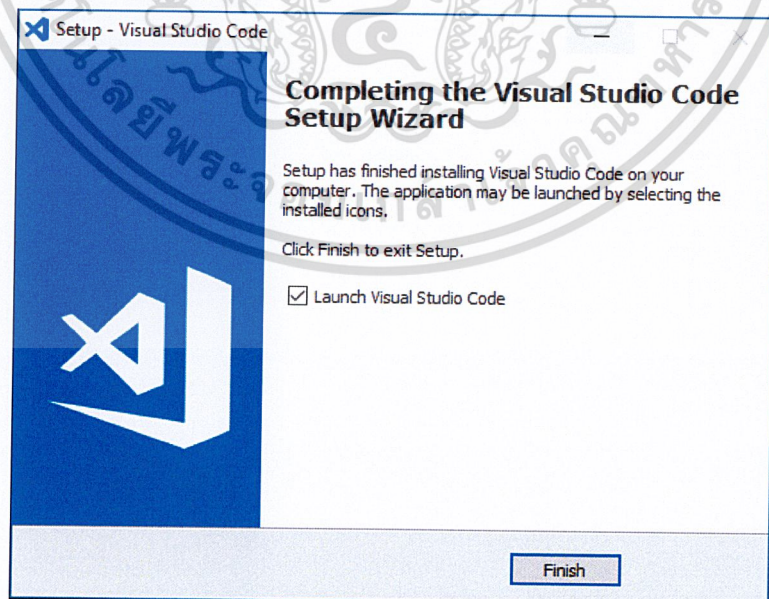 Setup - Visual Studio Code
Completing the Visual Studio Code
Setup Wizard
Setup has finished installing Visual Studio Code on your
computer. The application may be launched by selecting the
installed icons.
Click Finish to exit Setup.
Launch Visual Studio Code
Finish